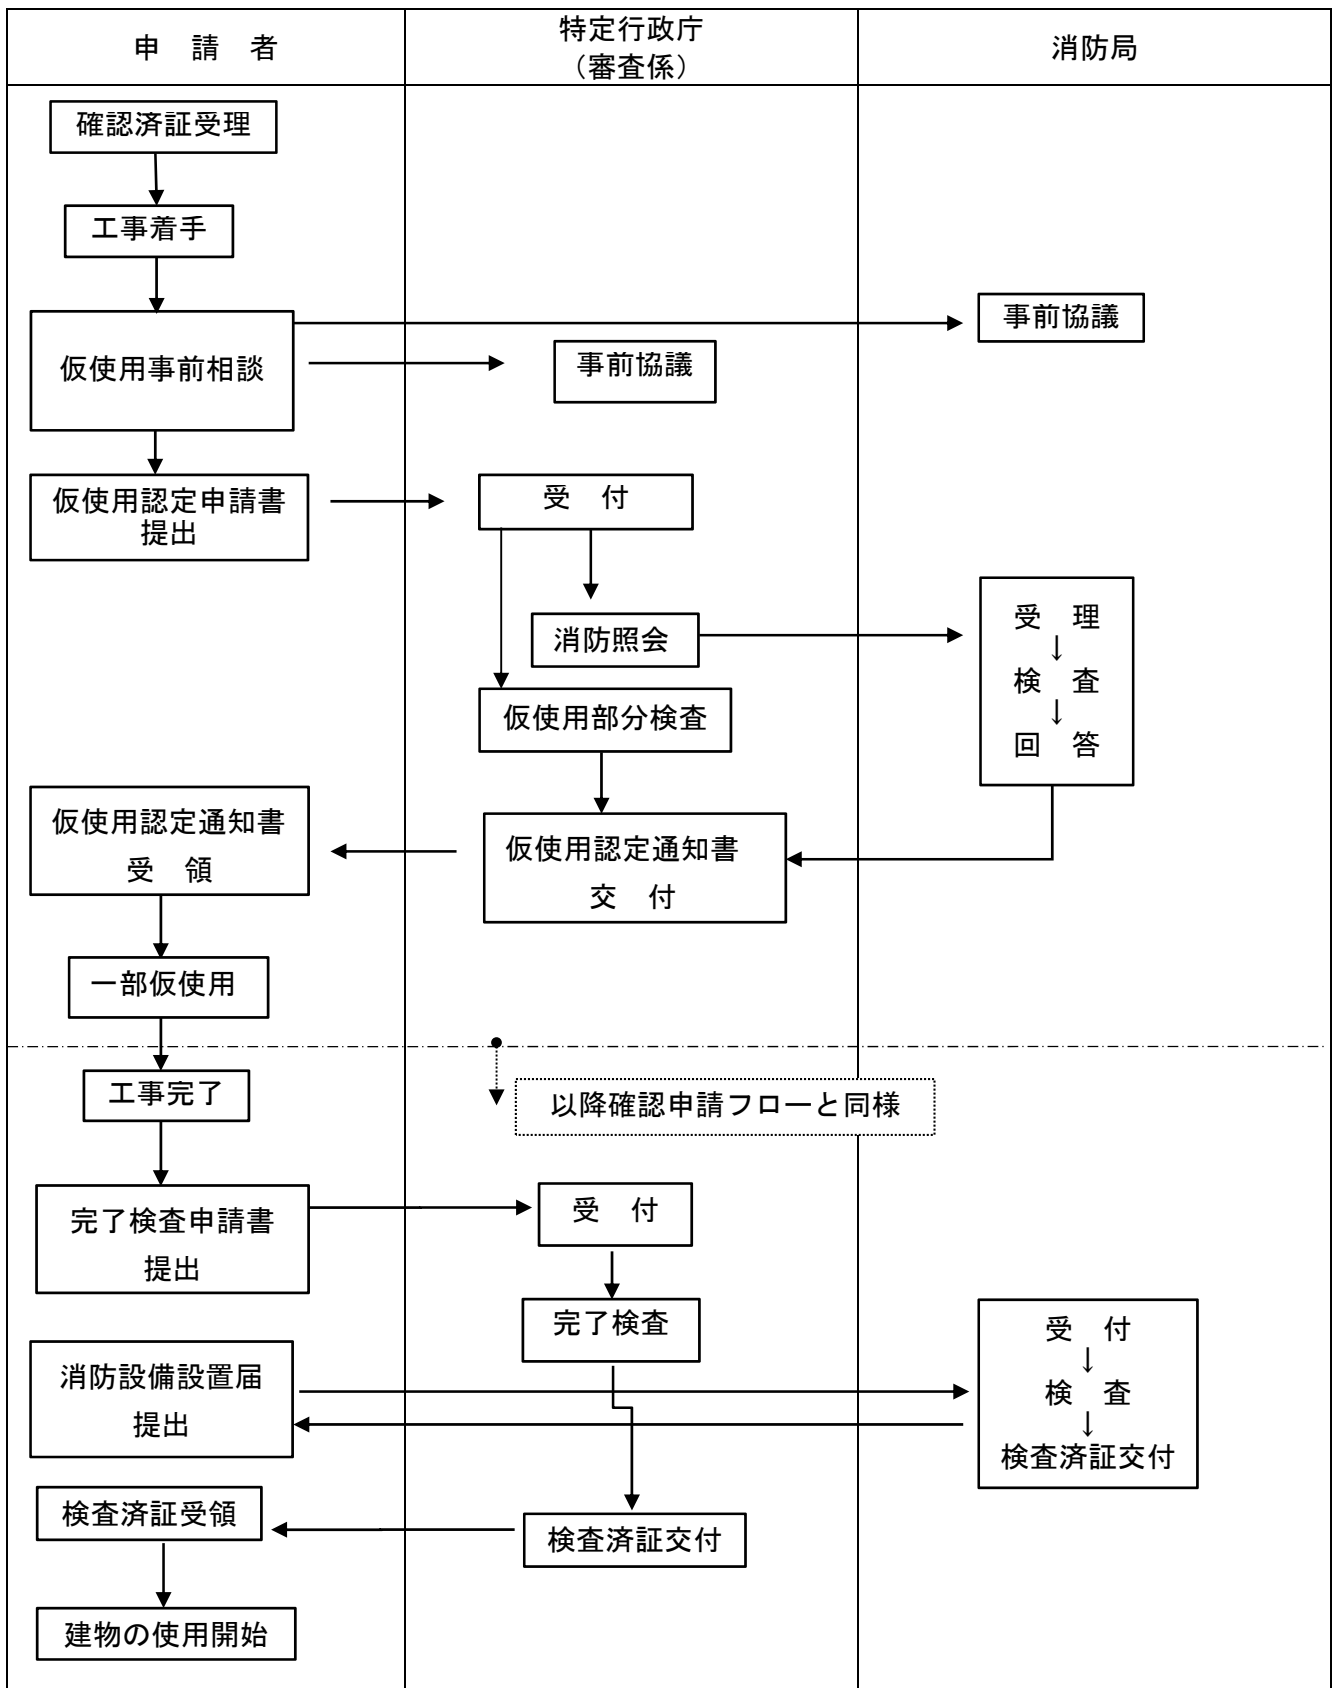 申　請　者
特定行政庁
（審査係）
消防局
確認済証受理
工事着手
事前協議
仮使用事前相談
事前協議
仮使用認定申請書
提出
受　付
消防照会
受　理
↓
検　査
↓
回　答
仮使用部分検査
仮使用認定通知書
受　領
仮使用認定通知書
交　付
一部仮使用
工事完了
以降確認申請フローと同様
完了検査申請書
提出
受　付
完了検査
消防設備設置届
提出
受　付
↓
検　査
↓
検査済証交付
検査済証受領
検査済証交付
建物の使用開始